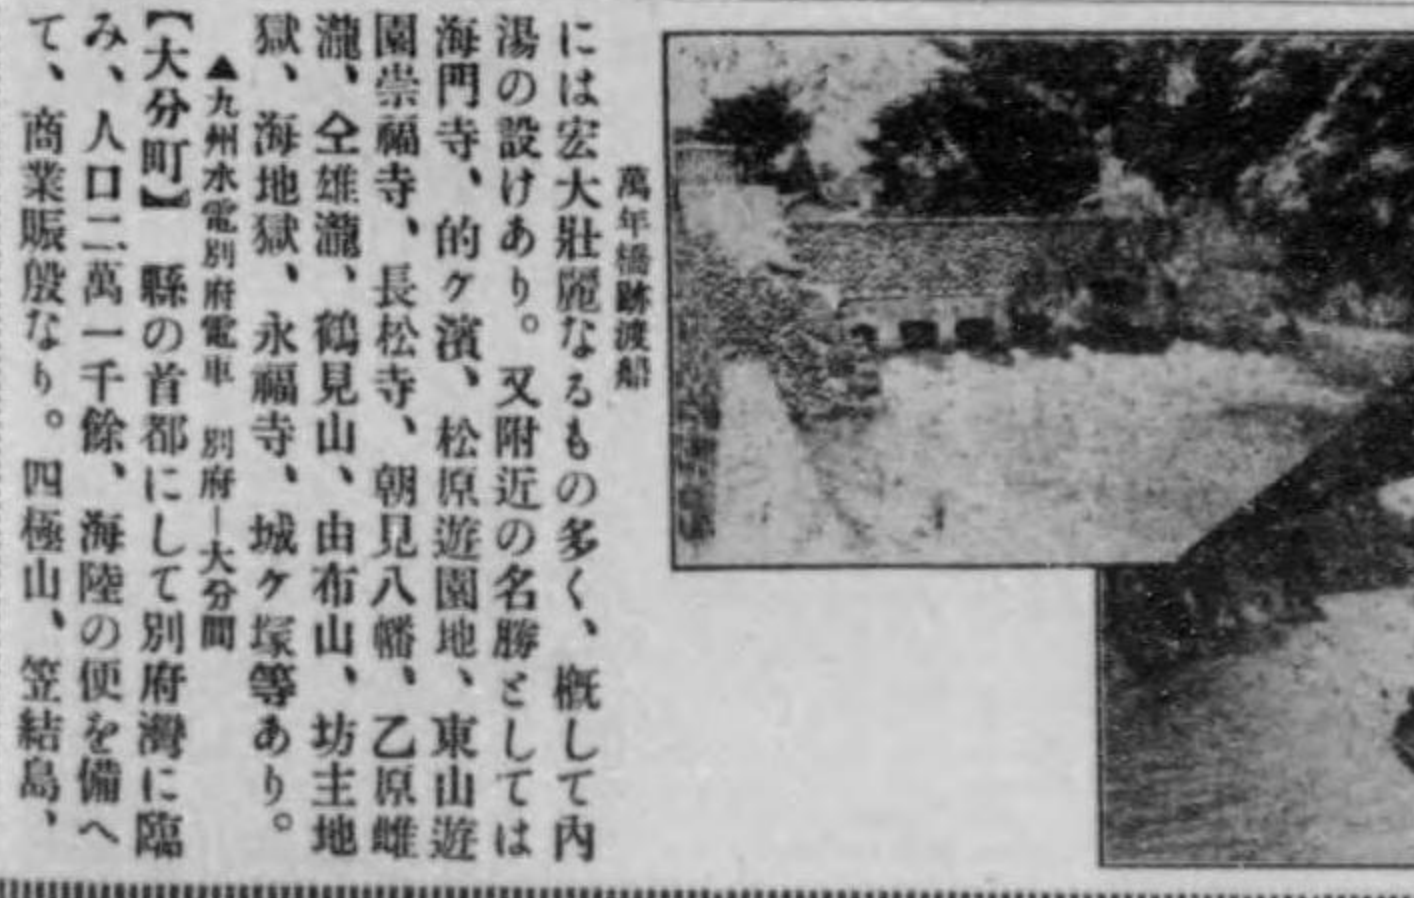 萬年橋跡渡船
には宏大壯麗なるもの多く、槪して內
湯の設けあり。又附近の名勝としては
海門寺、的ヶ濱、松原遊園地、東山遊
園崇福寺、長松寺、朝見八幡、乙原雌
瀧、仝雄瀧、鶴見山、由布山、坊主地
獄、海地獄、永福寺、城ヶ塚等あり。
▲九州水電別府電車 別府―大分間
【大分町】 縣の首都にして別府灣に臨
み、人口二萬一千餘、海陸の便を備へ
て、商業賑殷なり。四極山、笠結島、